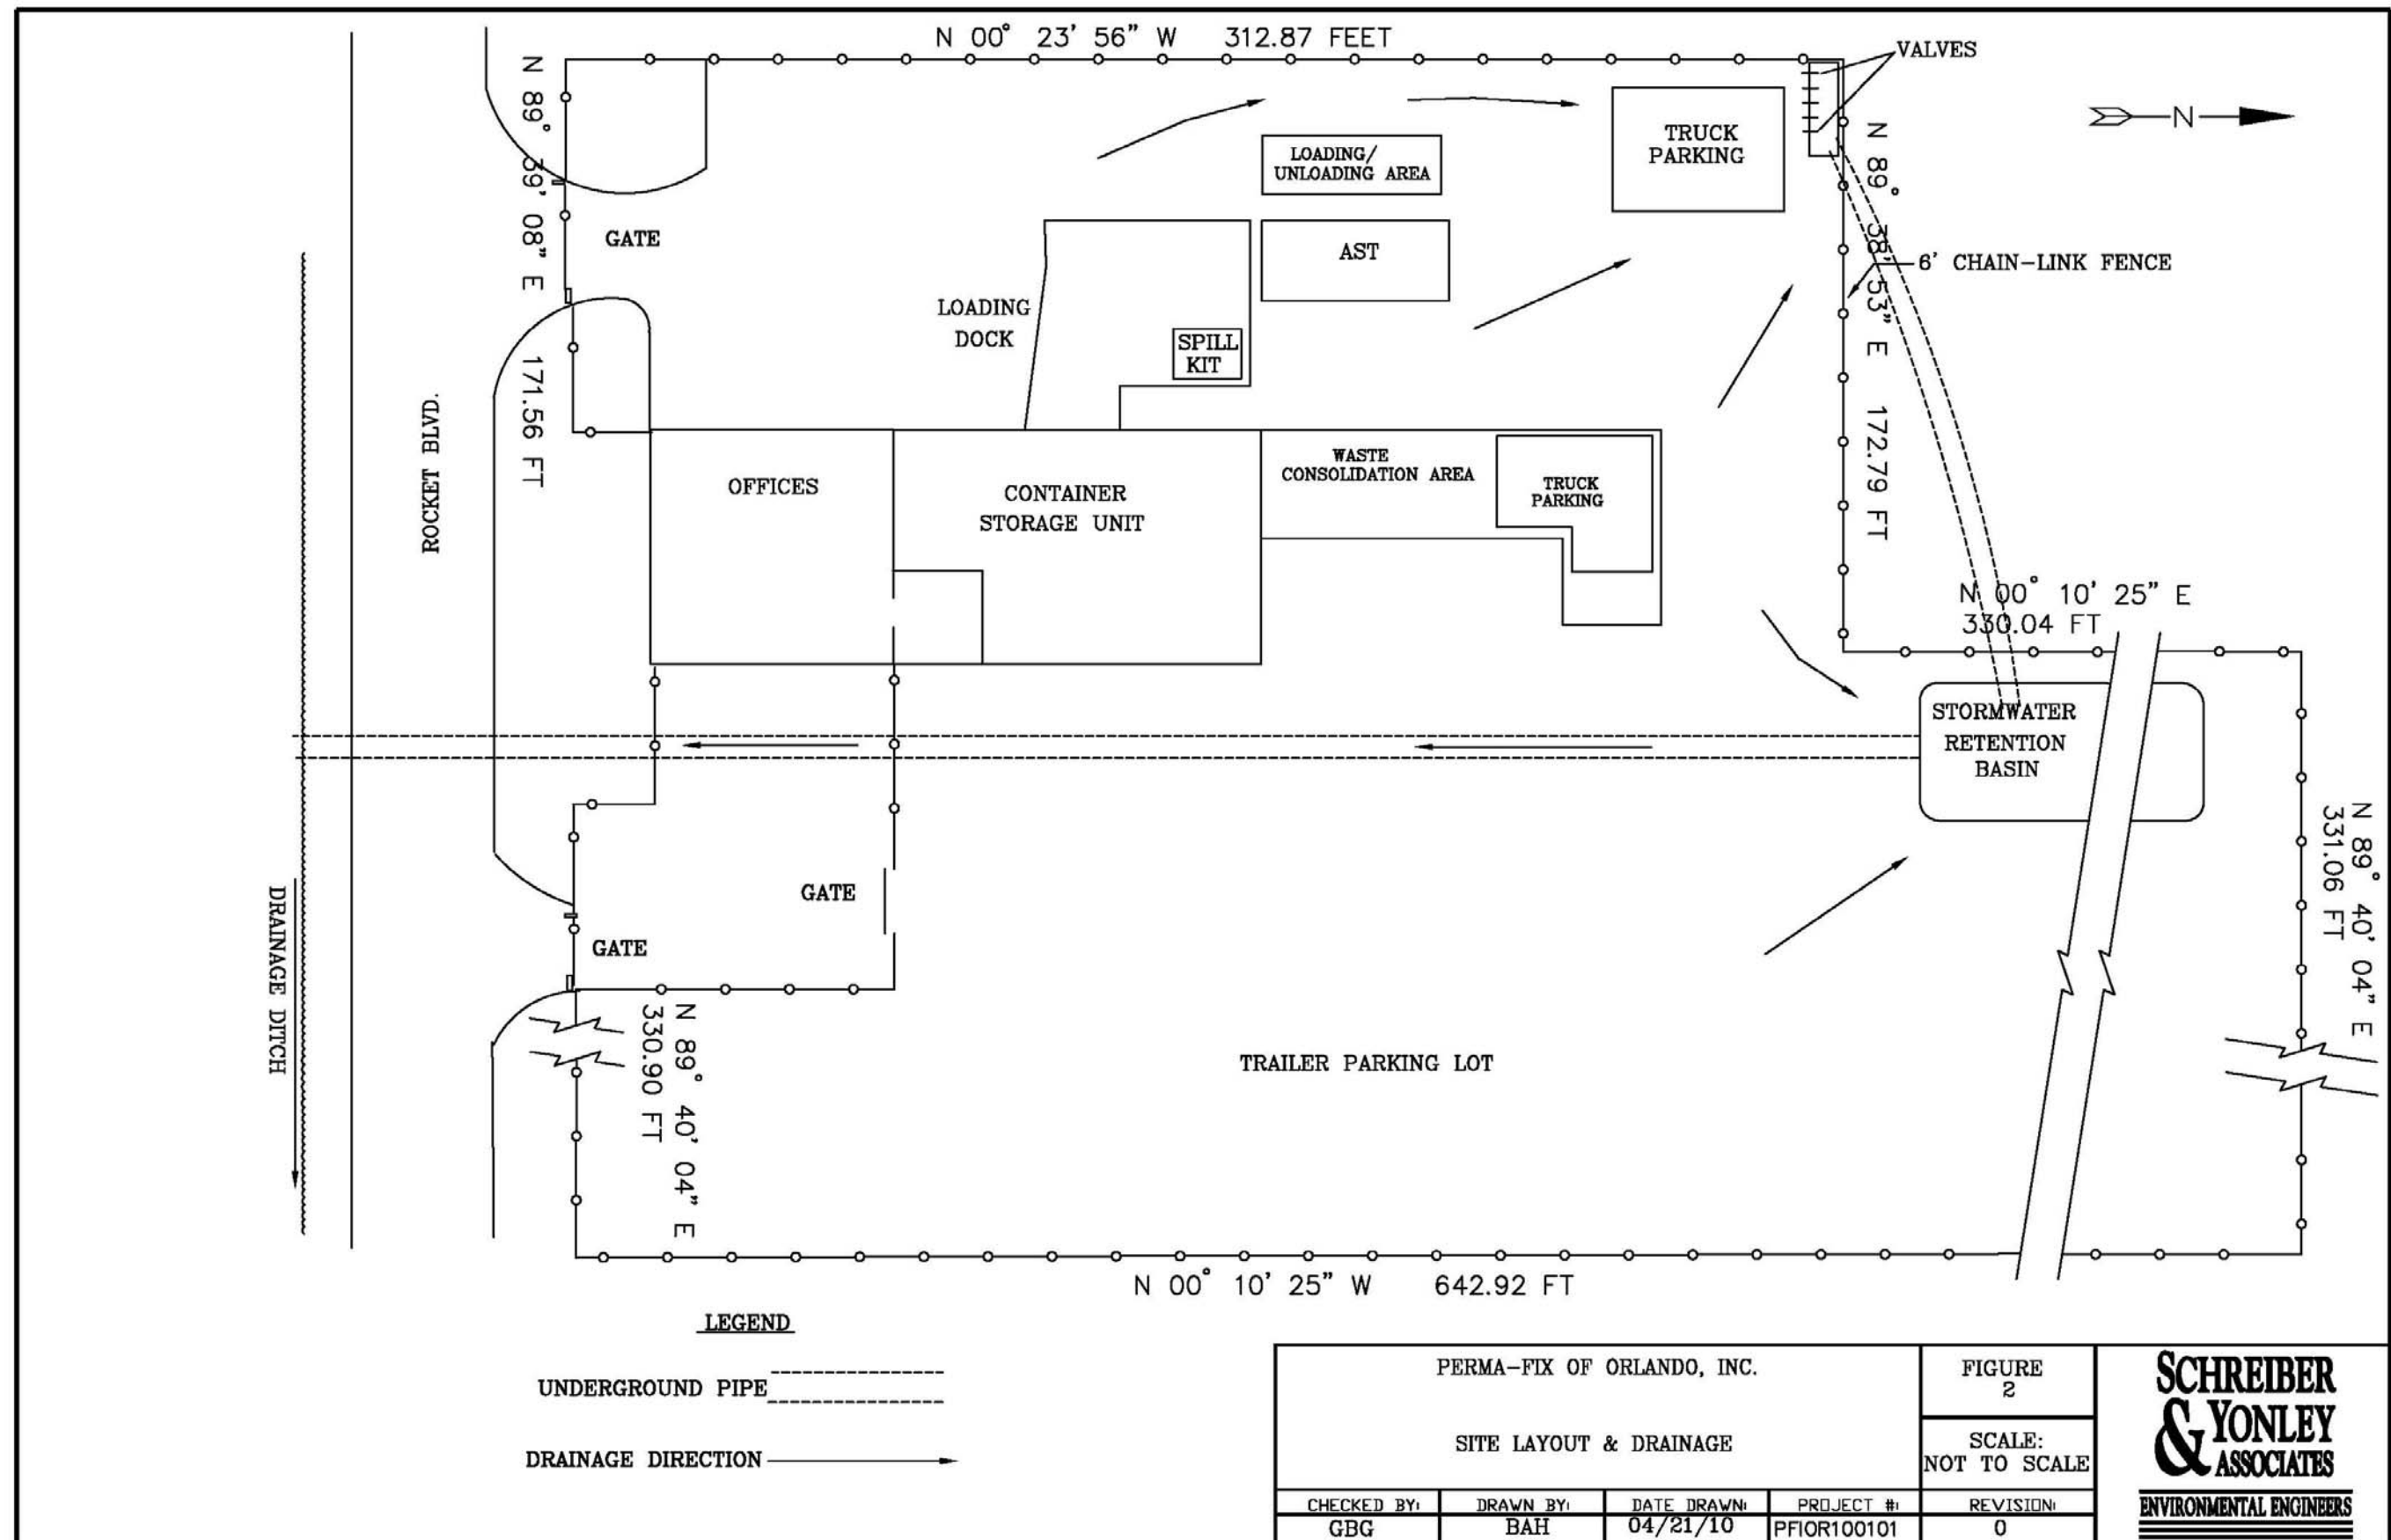 N 00° 23' 56" W 312.87 FEET
VALVES
N 89° 39' 08" E 171.56 FT
N 89° 38' 53" E 172.79 FT
N
TRUCK
PARKING
LOADING/
UNLOADING AREA
GATE
AST
6' CHAIN-LINK FENCE
LOADING
DOCK
SPILL
KIT
ROCKET BLVD.
OFFICES
CONTAINER
STORAGE UNIT
WASTE
CONSOLIDATION AREA
TRUCK
PARKING
N 00° 10' 25" E
330.04 FT
STORMWATER
RETENTION
BASIN
N 89° 40' 04" E
331.06 FT
DRAINAGE DITCH
GATE
GATE
N 89° 40' 04" E
330.90 FT
TRAILER PARKING LOT
N 00° 10' 25" W 642.92 FT
LEGEND
UNDERGROUND PIPE
DRAINAGE DIRECTION
PERMA-FIX OF ORLANDO, INC.
SITE LAYOUT & DRAINAGE
FIGURE
2
SCALE:
NOT TO SCALE
CHECKED BY:
GBG
DRAWN BY:
BAH
DATE DRAWN:
04/21/10
PROJECT #:
PFIOR100101
REVISION:
0
SCHREIBER
& YONLEY
ASSOCIATES
ENVIRONMENTAL ENGINEERS